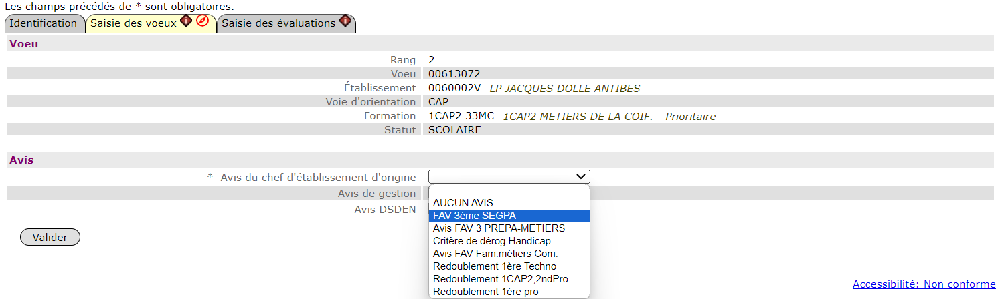 Les champs précédés de * sont obligatoires.
Identification Saisie des voeux Saisie des évaluations
Voeu
Rang 2
Voeu 00613072
Établissement 0060002V LP JACQUES DOLLE ANTIBES
Voie d'orientation CAP
Formation 1CAP2 33MC 1CAP2 METIERS DE LA COIF. - Prioritaire
Statut SCOLAIRE
Avis
* Avis du chef d'établissement d'origine
Avis de gestion
Avis DSDEN
AUCUN AVIS
FAV 3ème SEGPA
Avis FAV 3 PREPA-METIERS
Critère de dérog Handicap
Avis FAV Fam.métiers Com.
Redoublement 1ère Techno
Redoublement 1CAP2,2ndPro
Redoublement 1ère pro
Valider
Accessibilité: Non conforme